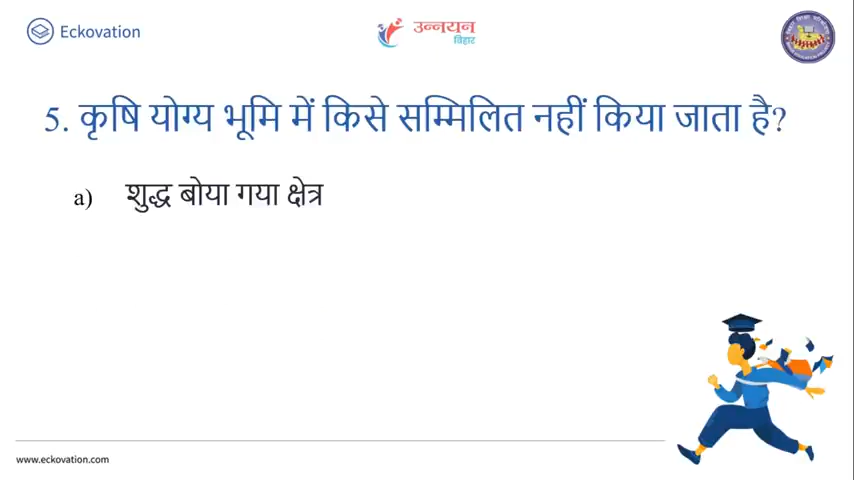 Eckovation
उन्नयन
बिहार
5. कृषि योग्य भूमि में किसे सम्मिलित नहीं किया जाता है?
a) शुद्ध बोया गया क्षेत्र
www.eckovation.com